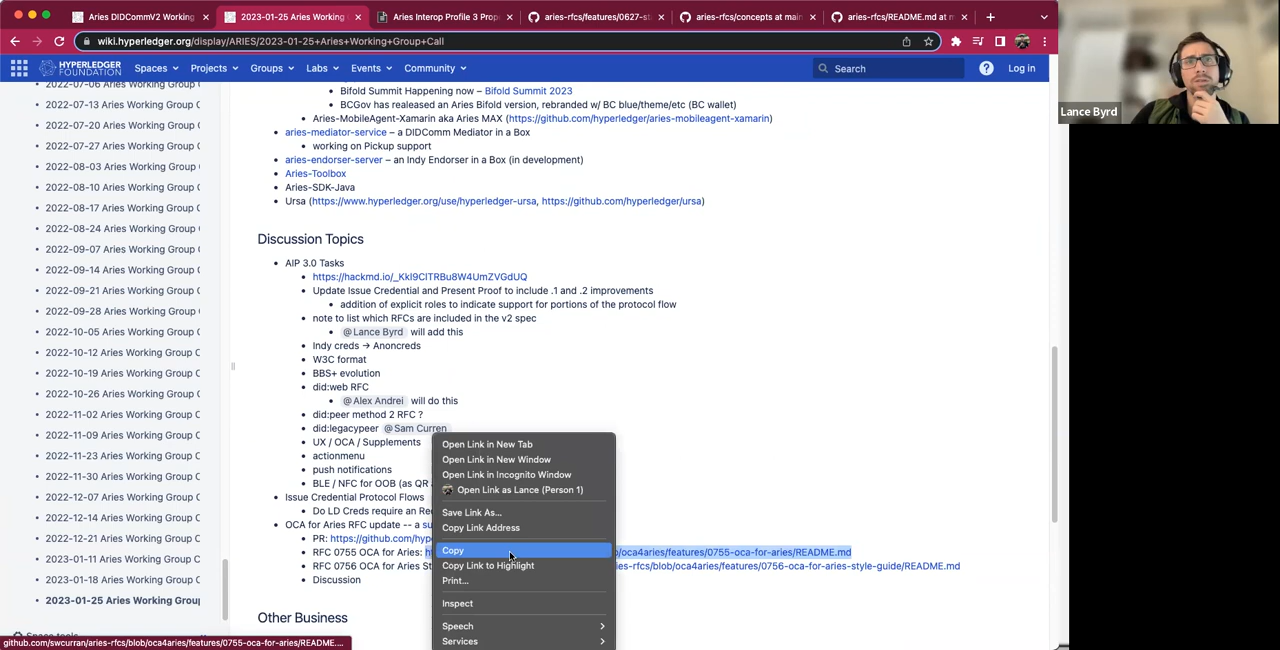 Aries DIDCommV2 Working
2023-01-25 Aries Working
Aries Interop Profile 3 Prop
aries-rfcs/features/0627-st
aries-rfcs/concepts at main
aries-rfcs/README.md at m
wiki.hyperledger.org/display/ARIES/2023-01-25+Aries+Working+Group+Call
HYPERLEDGER FOUNDATION
Spaces
Projects
Groups
Labs
Events
Community
Search
Log in
Lance Byrd
2022-07-06 Aries Working Group C
2022-07-13 Aries Working Group C
2022-07-20 Aries Working Group C
2022-07-27 Aries Working Group C
2022-08-03 Aries Working Group C
2022-08-10 Aries Working Group C
2022-08-17 Aries Working Group C
2022-08-24 Aries Working Group C
2022-09-07 Aries Working Group C
2022-09-14 Aries Working Group C
2022-09-21 Aries Working Group C
2022-09-28 Aries Working Group C
2022-10-05 Aries Working Group C
2022-10-12 Aries Working Group C
2022-10-19 Aries Working Group C
2022-10-26 Aries Working Group C
2022-11-02 Aries Working Group C
2022-11-09 Aries Working Group C
2022-11-23 Aries Working Group C
2022-11-30 Aries Working Group C
2022-12-07 Aries Working Group C
2022-12-14 Aries Working Group C
2022-12-21 Aries Working Group C
2023-01-11 Aries Working Group C
2023-01-18 Aries Working Group C
2023-01-25 Aries Working Group
Space tools
Bifold Summit Happening now – Bifold Summit 2023
BCGov has realeased an Aries Bifold version, rebranded w/ BC blue/theme/etc (BC wallet)
Aries-MobileAgent-Xamarin aka Aries MAX (https://github.com/hyperledger/aries-mobileagent-xamarin)
aries-mediator-service – a DIDComm Mediator in a Box
working on Pickup support
aries-endorser-server – an Indy Endorser in a Box (in development)
Aries-Toolbox
Aries-SDK-Java
Ursa (https://www.hyperledger.org/use/hyperledger-ursa, https://github.com/hyperledger/ursa)
Discussion Topics
AIP 3.0 Tasks
https://hackmd.io/_Kkl9ClTRBu8W4UmZVGdUQ
Update Issue Credential and Present Proof to include .1 and .2 improvements
addition of explicit roles to indicate support for portions of the protocol flow
note to list which RFCs are included in the v2 spec
@Lance Byrd will add this
Indy creds → Anoncreds
W3C format
BBS+ evolution
did:web RFC
@Alex Andrei will do this
did:peer method 2 RFC ?
did:legacypeer @Sam Curren
UX / OCA / Supplements
actionmenu
push notifications
BLE / NFC for OOB (as QR
Issue Credential Protocol Flows
Do LD Creds require an Re
OCA for Aries RFC update -- a su
PR: https://github.com/hype
RFC 0755 OCA for Aries: h b/oca4aries/features/0755-oca-for-aries/README.md
RFC 0756 OCA for Aries St ies-rfcs/blob/oca4aries/features/0756-oca-for-aries-style-guide/README.md
Discussion
Other Business
Open Link in New Tab
Open Link in New Window
Open Link in Incognito Window
Open Link as Lance (Person 1)
Save Link As...
Copy Link Address
Copy
Copy Link to Highlight
Print...
Inspect
Speech
Services
github.com/swcurran/aries-rfcs/blob/oca4aries/features/0755-oca-for-aries/README....